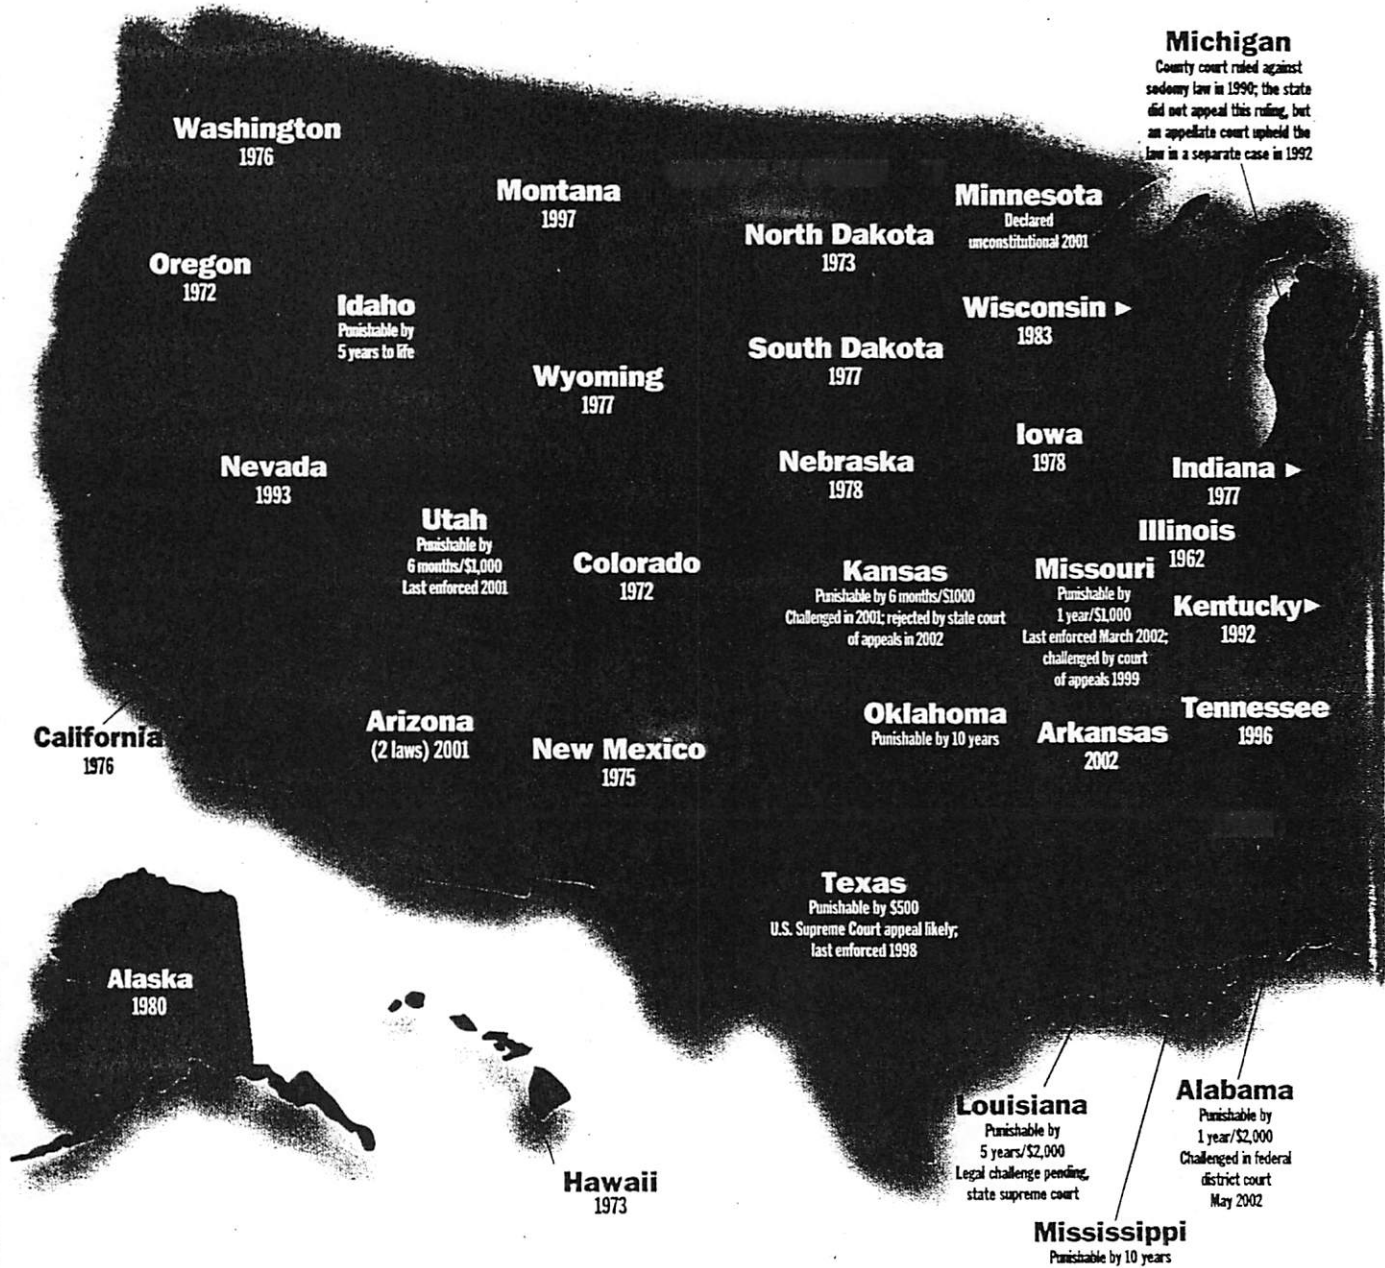 Michigan
County court ruled against
sodomy law in 1990; the state
did not appeal this ruling, but
an appellate court upheld the
law in a separate case in 1992
Washington
1976
Montana
1997
Minnesota
Declared
unconstitutional 2001
North Dakota
1973
Oregon
1972
Idaho
Punishable by
5 years to life
Wisconsin ▸
1983
South Dakota
1977
Wyoming
1977
Iowa
1978
Nevada
1993
Nebraska
1978
Indiana ▸
1977
Utah
Punishable by
6 months/$1,000
Last enforced 2001
Illinois
1962
Colorado
1972
Kansas
Punishable by 6 months/$1000
Challenged in 2001; rejected by state court
of appeals in 2002
Missouri
Punishable by
1 year/$1,000
Last enforced March 2002;
challenged by court
of appeals 1999
Kentucky▸
1992
California
1976
Arizona
(2 laws) 2001
New Mexico
1975
Oklahoma
Punishable by 10 years
Arkansas
2002
Tennessee
1996
Texas
Punishable by $500
U.S. Supreme Court appeal likely;
last enforced 1998
Alaska
1980
Hawaii
1973
Louisiana
Punishable by
5 years/$2,000
Legal challenge pending,
state supreme court
Alabama
Punishable by
1 year/$2,000
Challenged in federal
district court
May 2002
Mississippi
Punishable by 10 years